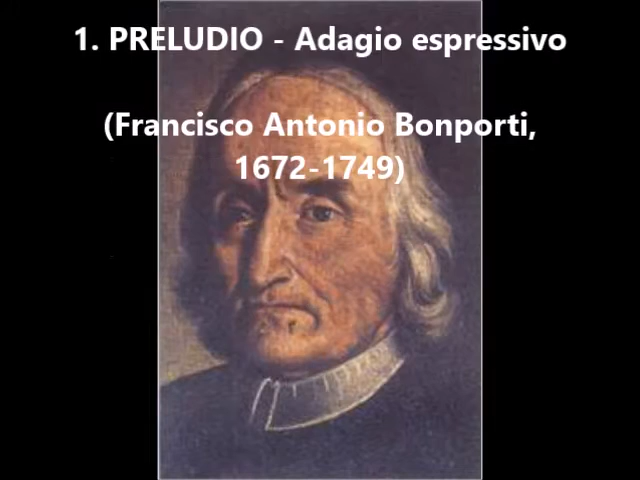 1. PRELUDIO - Adagio espressivo
(Francisco Antonio Bonporti,
1672-1749)